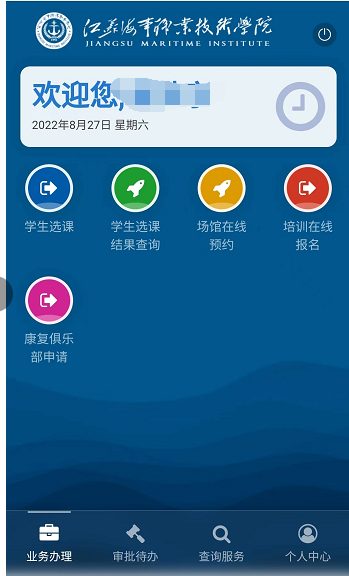 江苏海事职业技术學院
JIANGSU MARITIME INSTITUTE
欢迎您,
2022年8月27日 星期六
学生选课
学生选课
结果查询
场馆在线
预约
培训在线
报名
康复俱乐
部申请
业务办理
审批待办
查询服务
个人中心